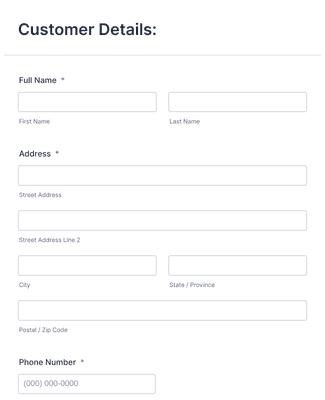 Customer Details:
Full Name *
First Name Last Name
Address *
Street Address
Street Address Line 2
City State / Province
Postal / Zip Code
Phone Number *
(000) 000-0000